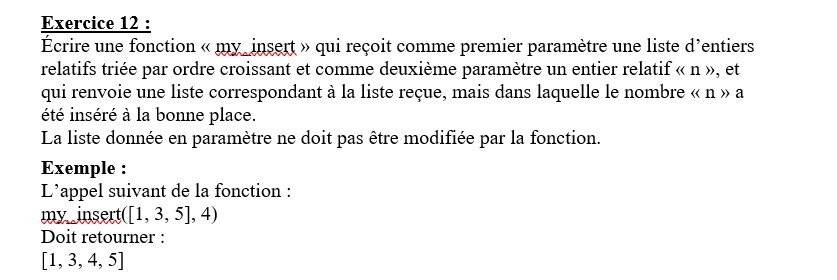 Exercice 12 :
Écrire une fonction « my_insert » qui reçoit comme premier paramètre une liste d’entiers
relatifs triée par ordre croissant et comme deuxième paramètre un entier relatif « n », et
qui renvoie une liste correspondant à la liste reçue, mais dans laquelle le nombre « n » a
été inséré à la bonne place.
La liste donnée en paramètre ne doit pas être modifiée par la fonction.
Exemple :
L’appel suivant de la fonction :
my_insert([1, 3, 5], 4)
Doit retourner :
[1, 3, 4, 5]